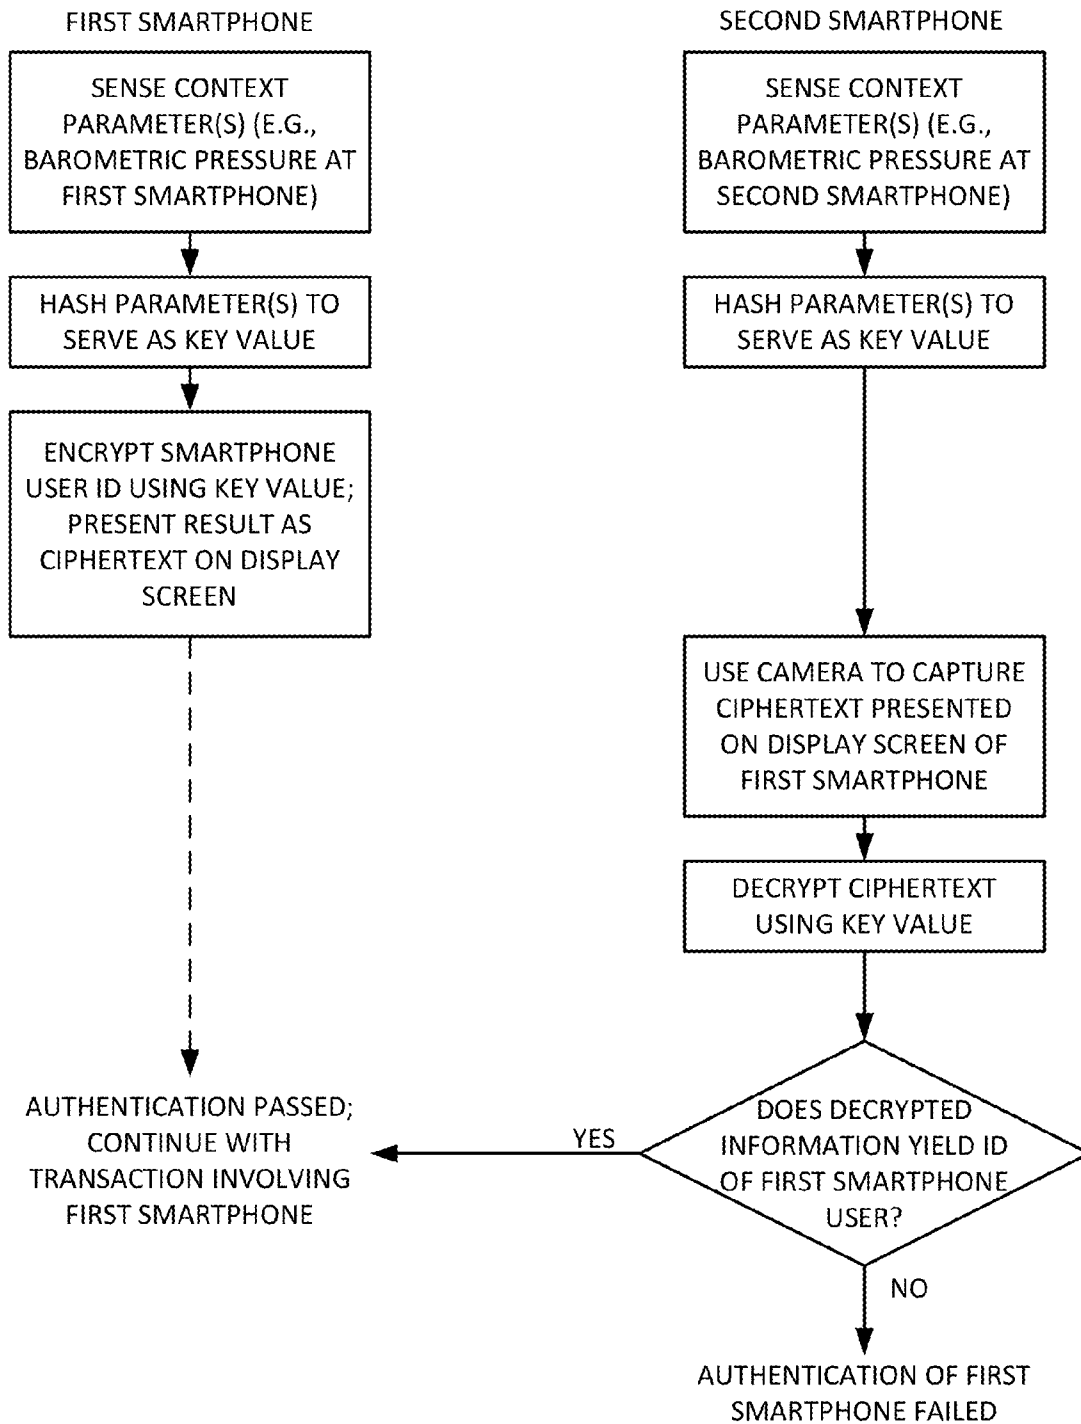 FIRST SMARTPHONE
SENSE CONTEXT
PARAMETER(S) (E.G.,
BAROMETRIC PRESSURE AT
FIRST SMARTPHONE)
HASH PARAMETER(S) TO
SERVE AS KEY VALUE
ENCRYPT SMARTPHONE
USER ID USING KEY VALUE;
PRESENT RESULT AS
CIPHERTEXT ON DISPLAY
SCREEN
AUTHENTICATION PASSED;
CONTINUE WITH
TRANSACTION INVOLVING
FIRST SMARTPHONE
SECOND SMARTPHONE
SENSE CONTEXT
PARAMETER(S) (E.G.,
BAROMETRIC PRESSURE AT
SECOND SMARTPHONE)
HASH PARAMETER(S) TO
SERVE AS KEY VALUE
USE CAMERA TO CAPTURE
CIPHERTEXT PRESENTED
ON DISPLAY SCREEN OF
FIRST SMARTPHONE
DECRYPT CIPHERTEXT
USING KEY VALUE
DOES DECRYPTED
INFORMATION YIELD ID
OF FIRST SMARTPHONE
USER?
YES
NO
AUTHENTICATION OF FIRST
SMARTPHONE FAILED